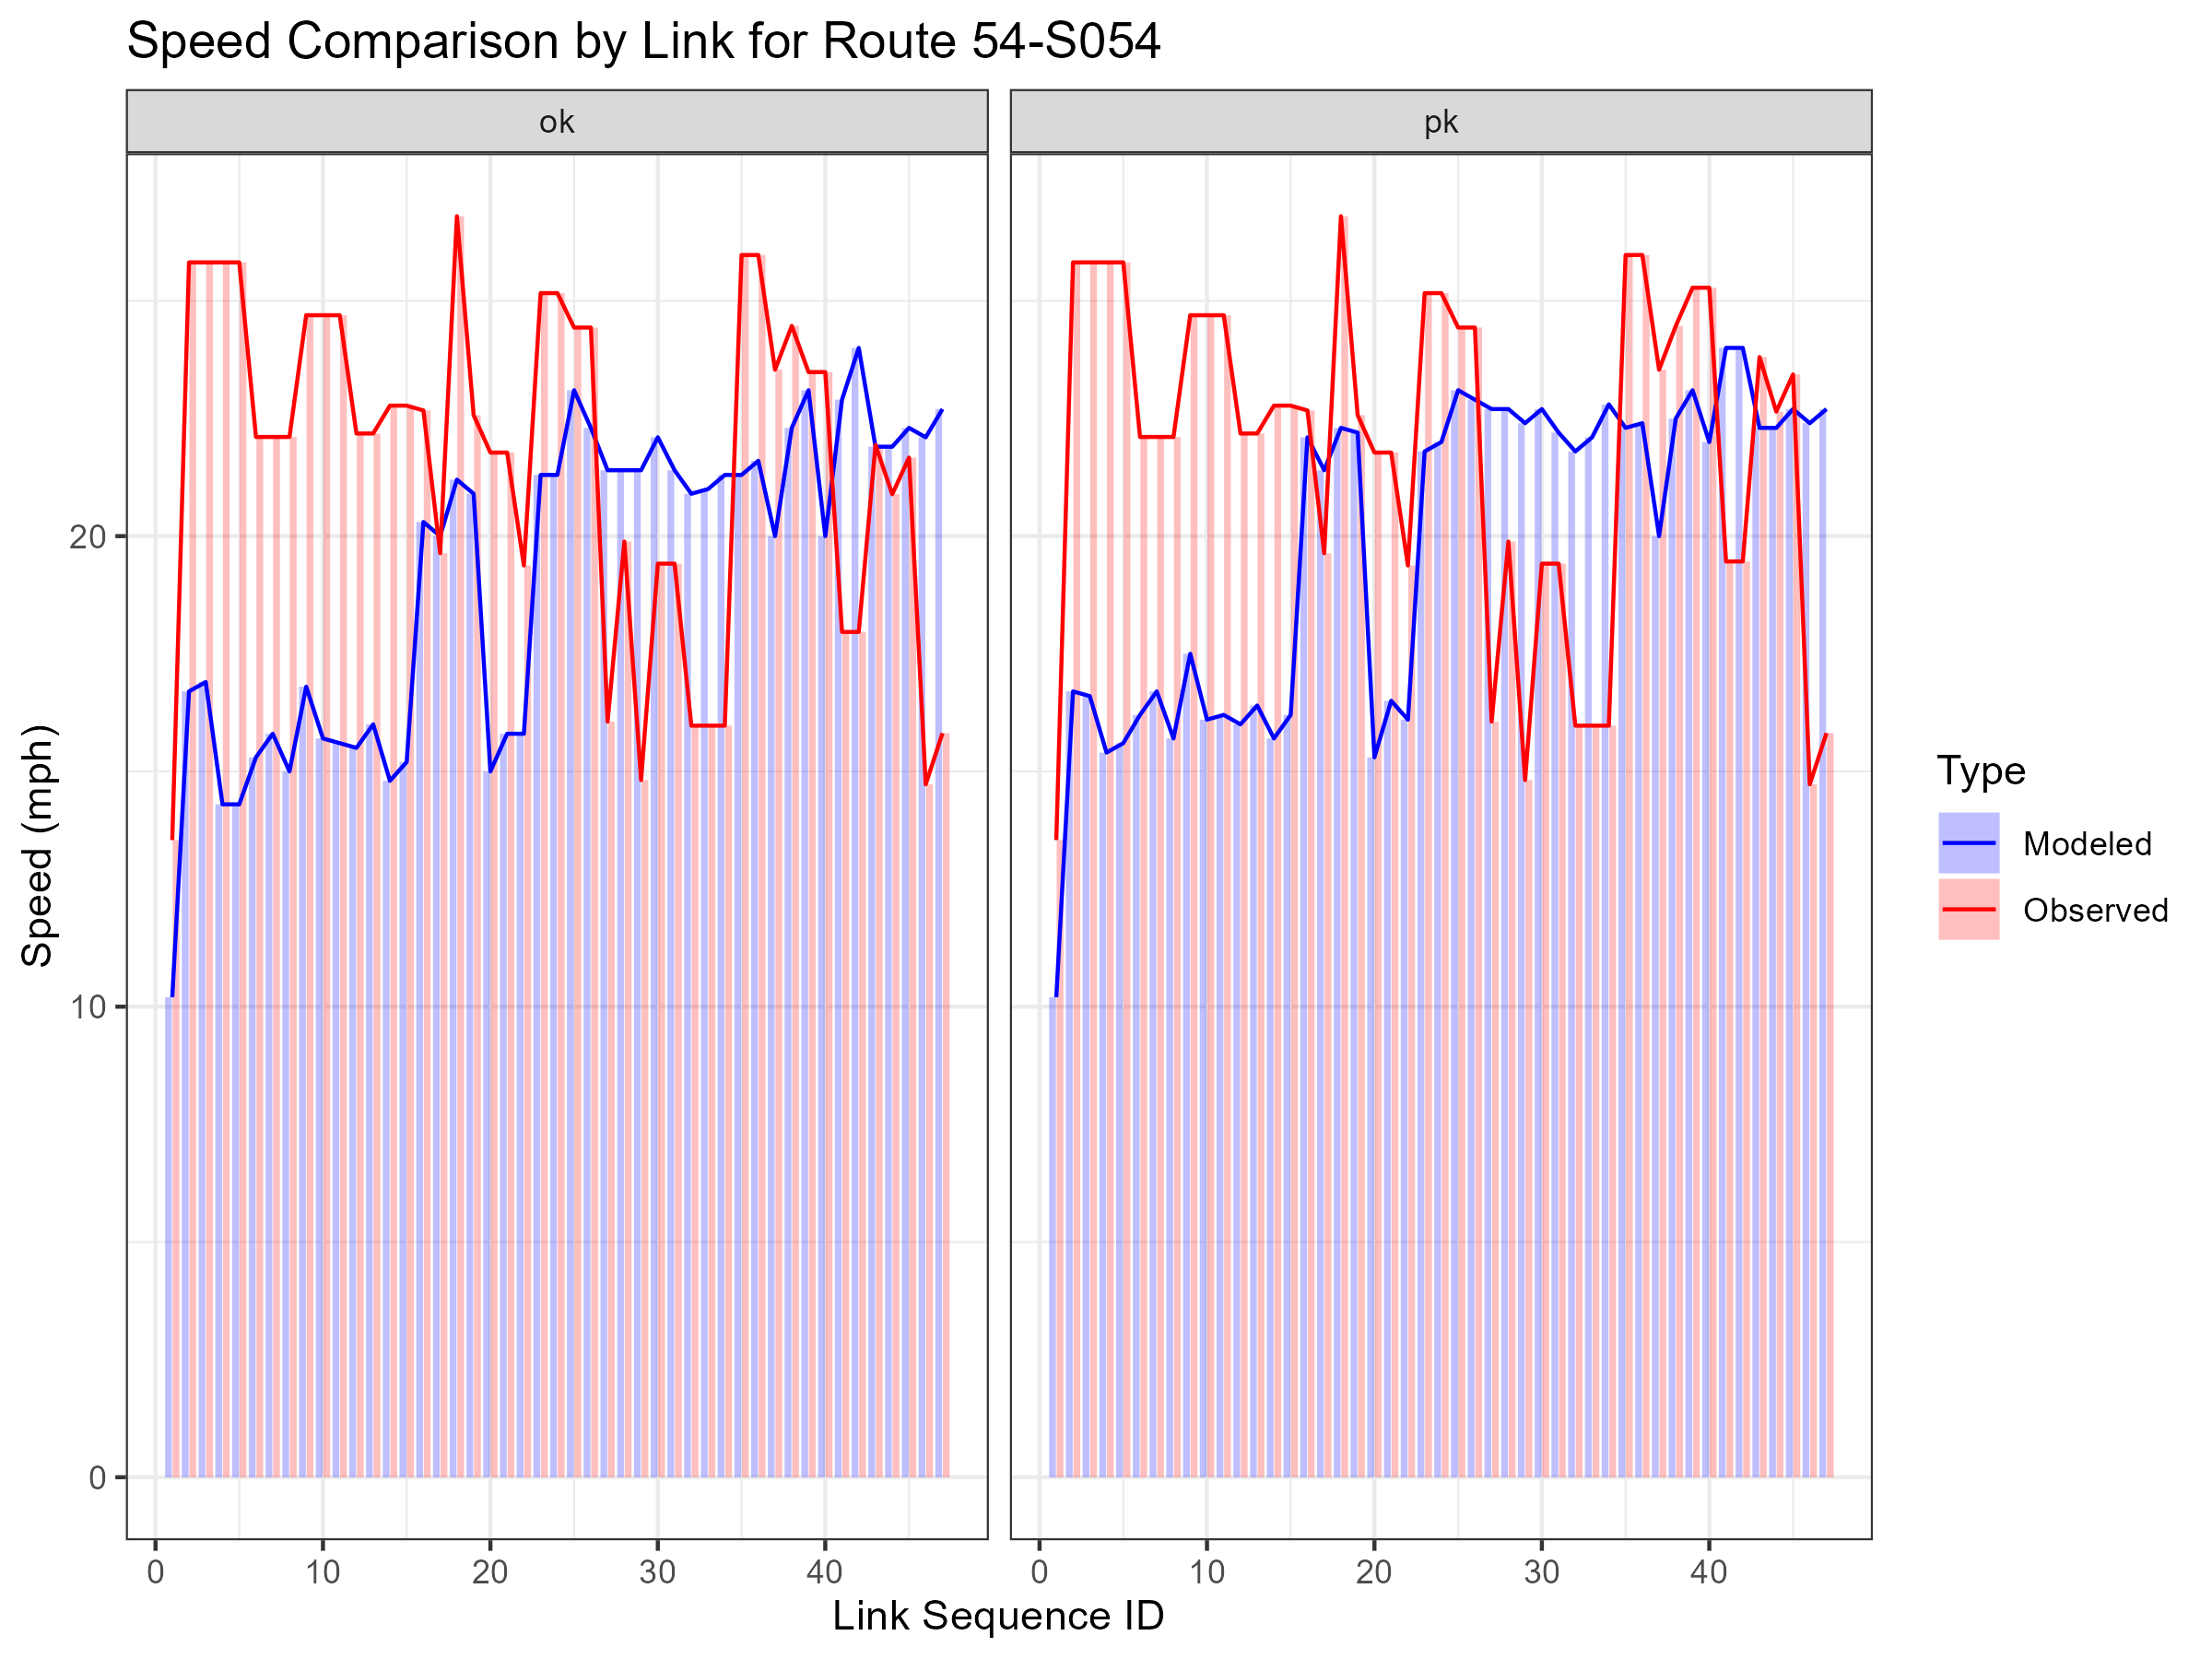 Speed Comparison by Link for Route 54-S054
ok
pk
Speed (mph)
20
10
0
0 10 20 30 40
0 10 20 30 40
Link Sequence ID
Type
Modeled
Observed